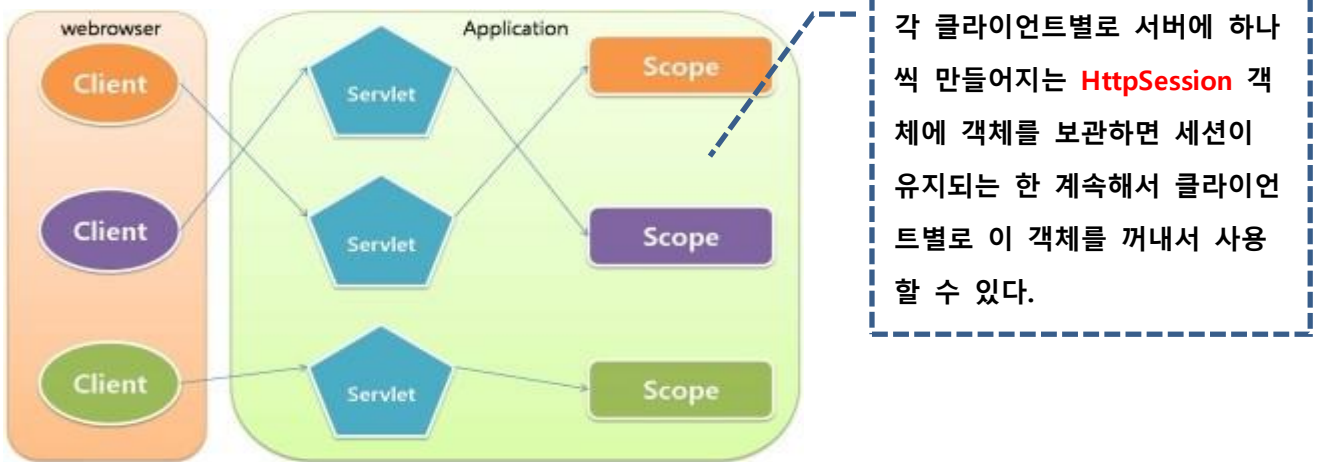 webrowser
Application
Client
Servlet
Scope
Client
Servlet
Scope
Client
Servlet
Scope
각 클라이언트별로 서버에 하나
씩 만들어지는 HttpSession 객
체에 객체를 보관하면 세션이
유지되는 한 계속해서 클라이언
트별로 이 객체를 꺼내서 사용
할 수 있다.